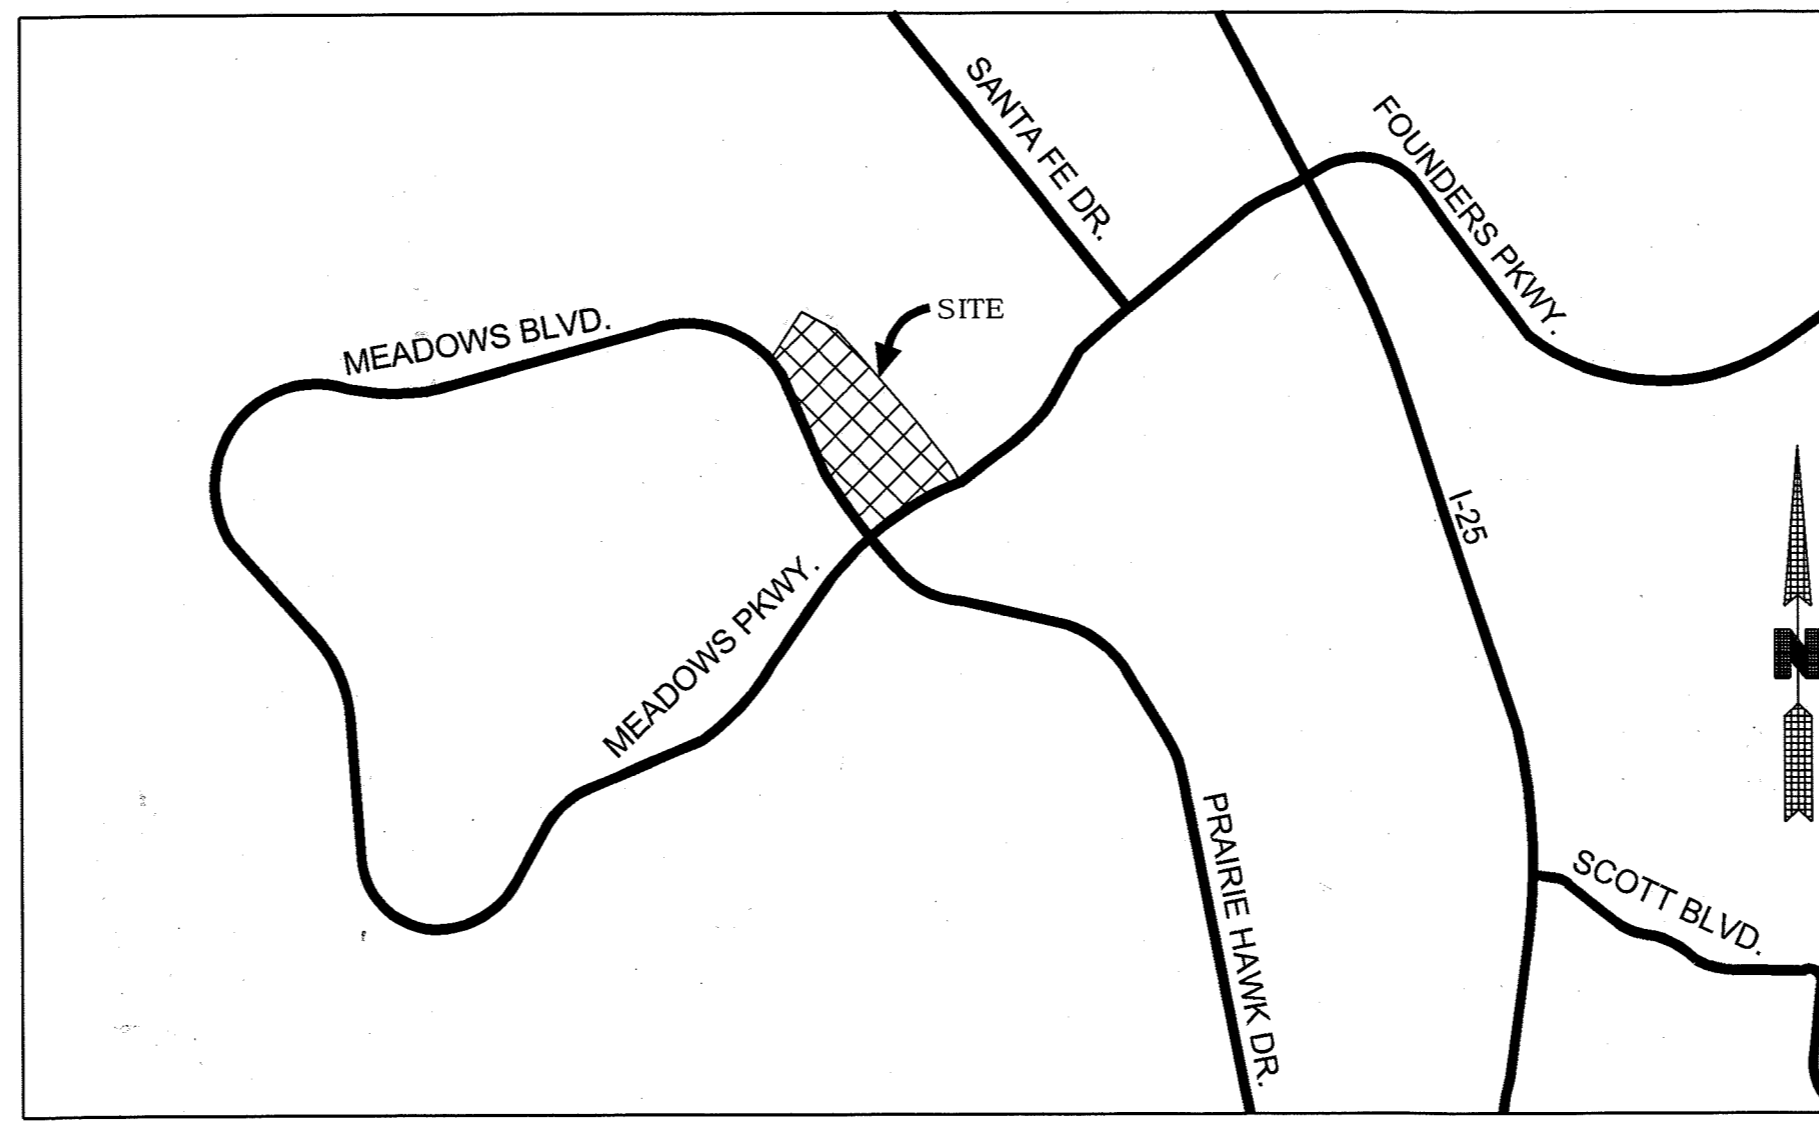 SANTA FE DR.
FOUNDERS PKWY.
SITE
MEADOWS BLVD.
I-25
MEADOWS PKWY.
N
PRAIRIE HAWK DR.
SCOTT BLVD.